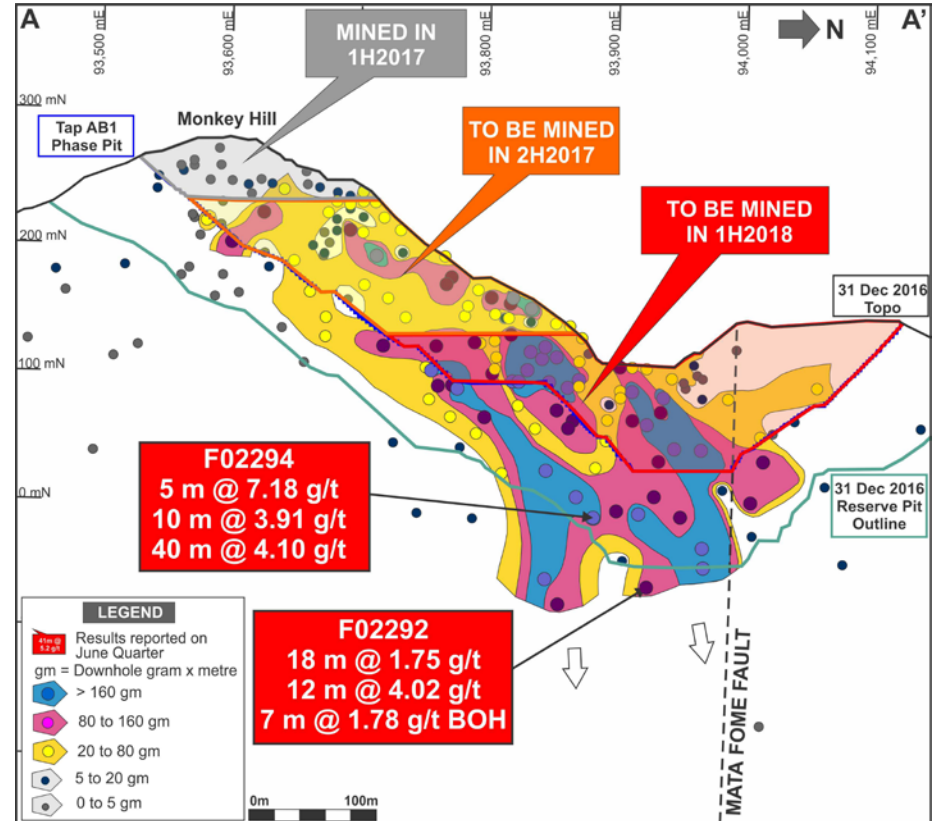 A
A'
93,500 mE
93,600 mE
93,800 mE
93,900 mE
94,000 mE
94,100 mE
N
MINED IN
1H2017
300 mN
Monkey Hill
Tap AB1
Phase Pit
TO BE MINED
IN 2H2017
TO BE MINED
IN 1H2018
200 mN
31 Dec 2016
Topo
100 mN
F02294
5 m @ 7.18 g/t
10 m @ 3.91 g/t
40 m @ 4.10 g/t
0 mN
31 Dec 2016
Reserve Pit
Outline
F02292
18 m @ 1.75 g/t
12 m @ 4.02 g/t
7 m @ 1.78 g/t BOH
MATA FOME FAULT
LEGEND
41m @
5.2 g/t
Results reported on
June Quarter
gm = Downhole gram x metre
> 160 gm
80 to 160 gm
20 to 80 gm
5 to 20 gm
0 to 5 gm
0m
100m